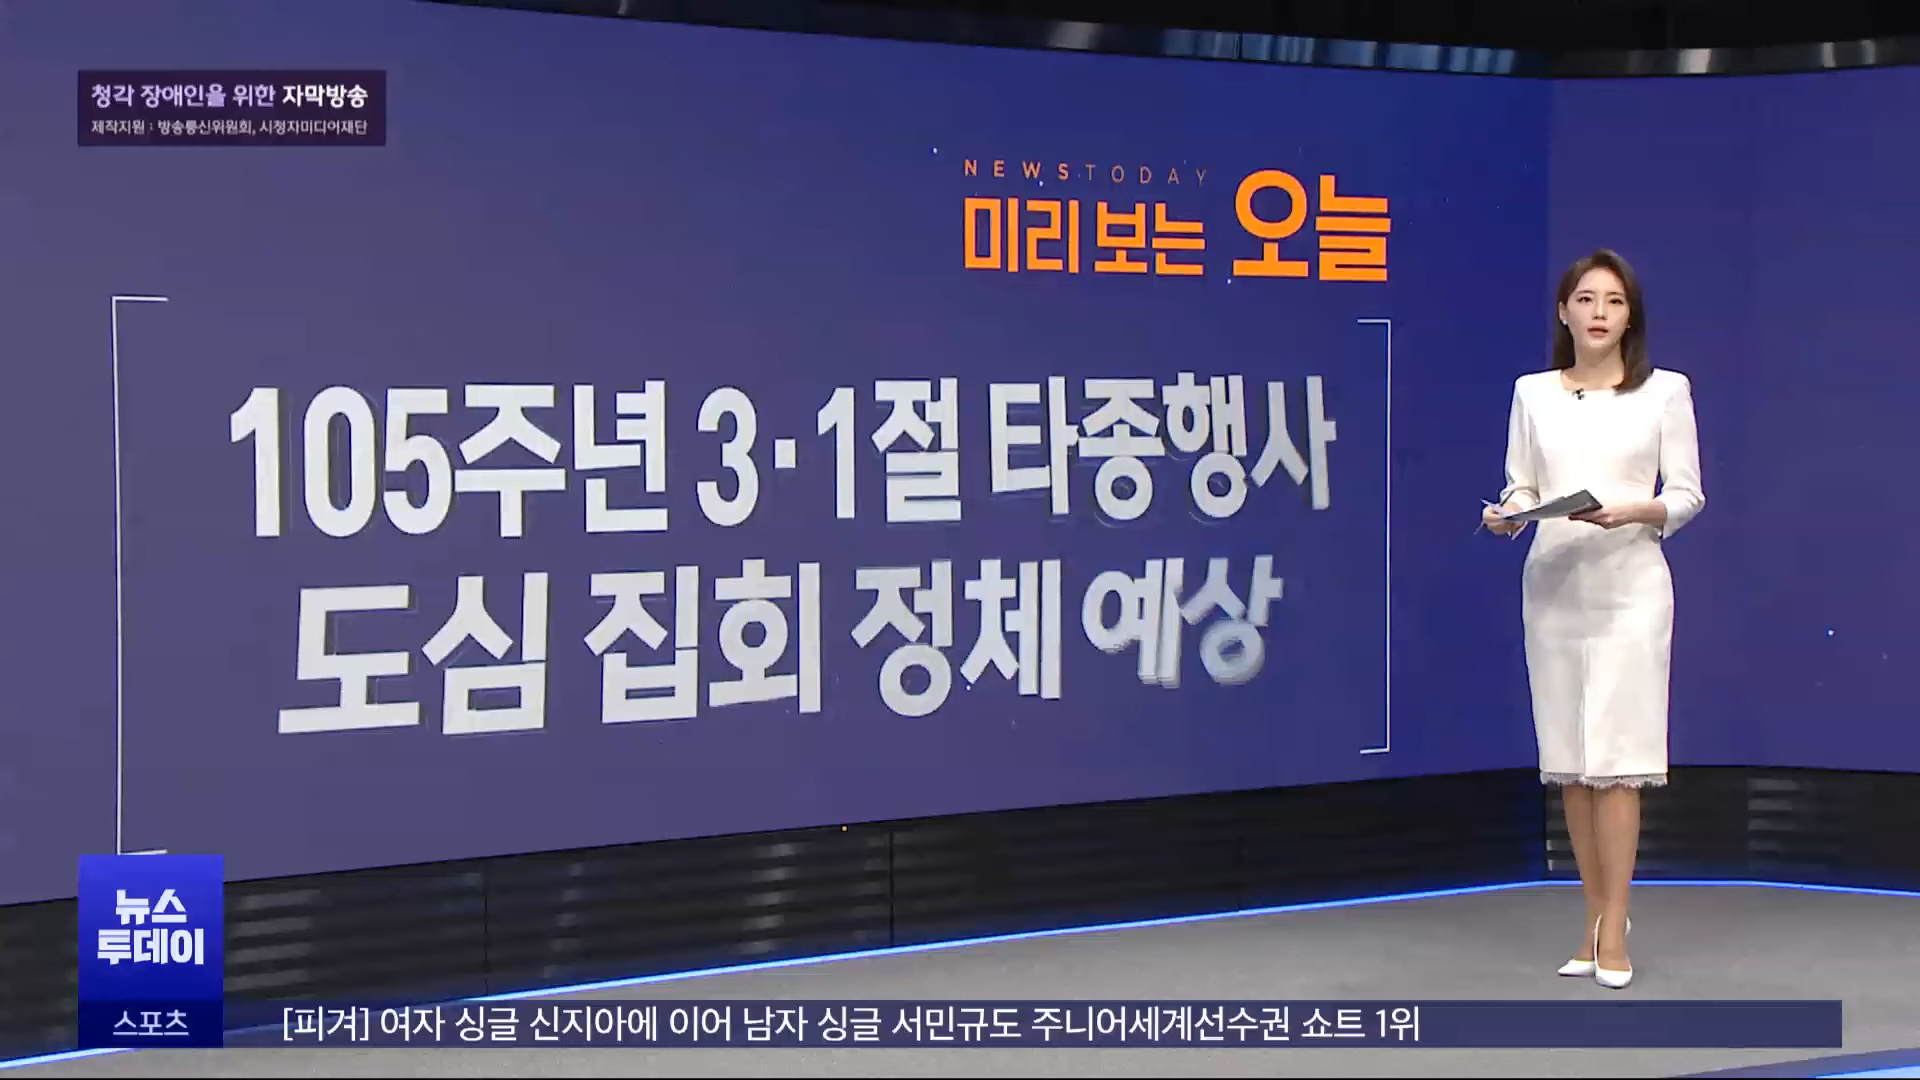 청각 장애인을 위한 자막방송
제작지원 : 방송통신위원회, 시청자미디어재단
NEWSTODAY
미리 보는 오늘
105주년 3·1절 타종행사
도심 집회 정체 예상
뉴스
투데이
스포츠
[피겨] 여자 싱글 신지아에 이어 남자 싱글 서민규도 주니어세계선수권 쇼트 1위